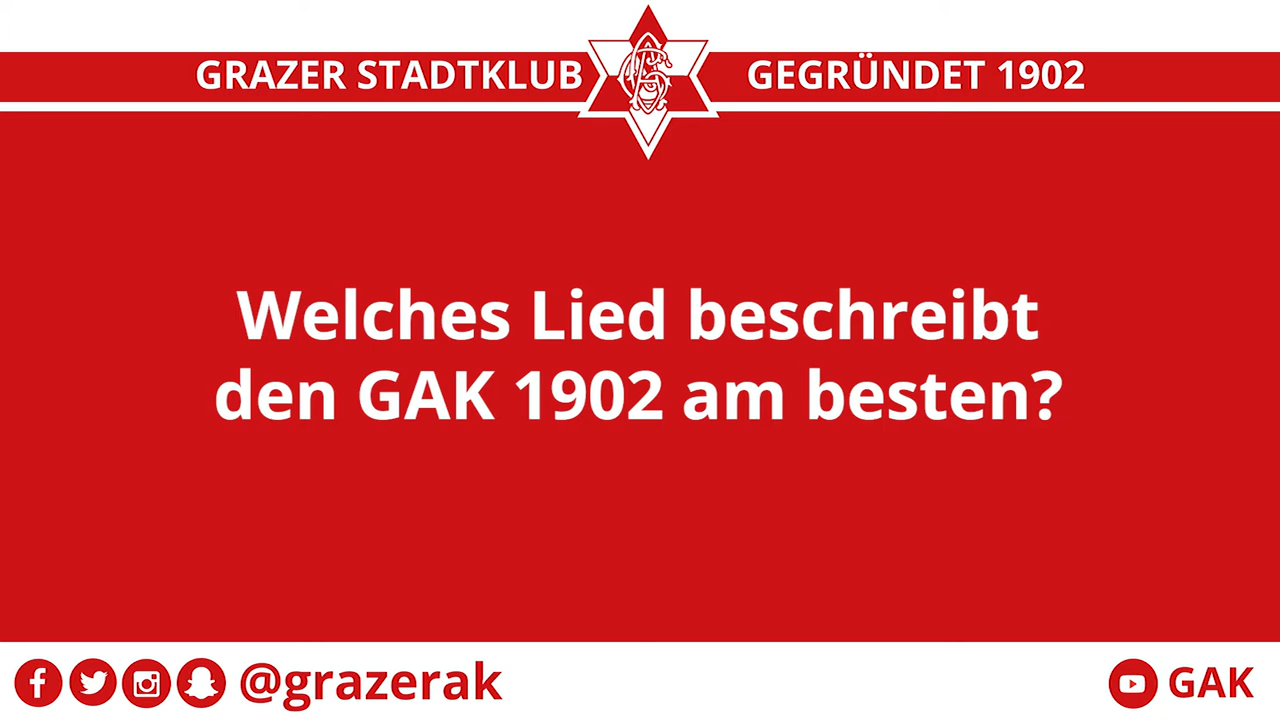 GRAZER STADTKLUB GEGRÜNDET 1902
Welches Lied beschreibt
den GAK 1902 am besten?
@grazerak GAK